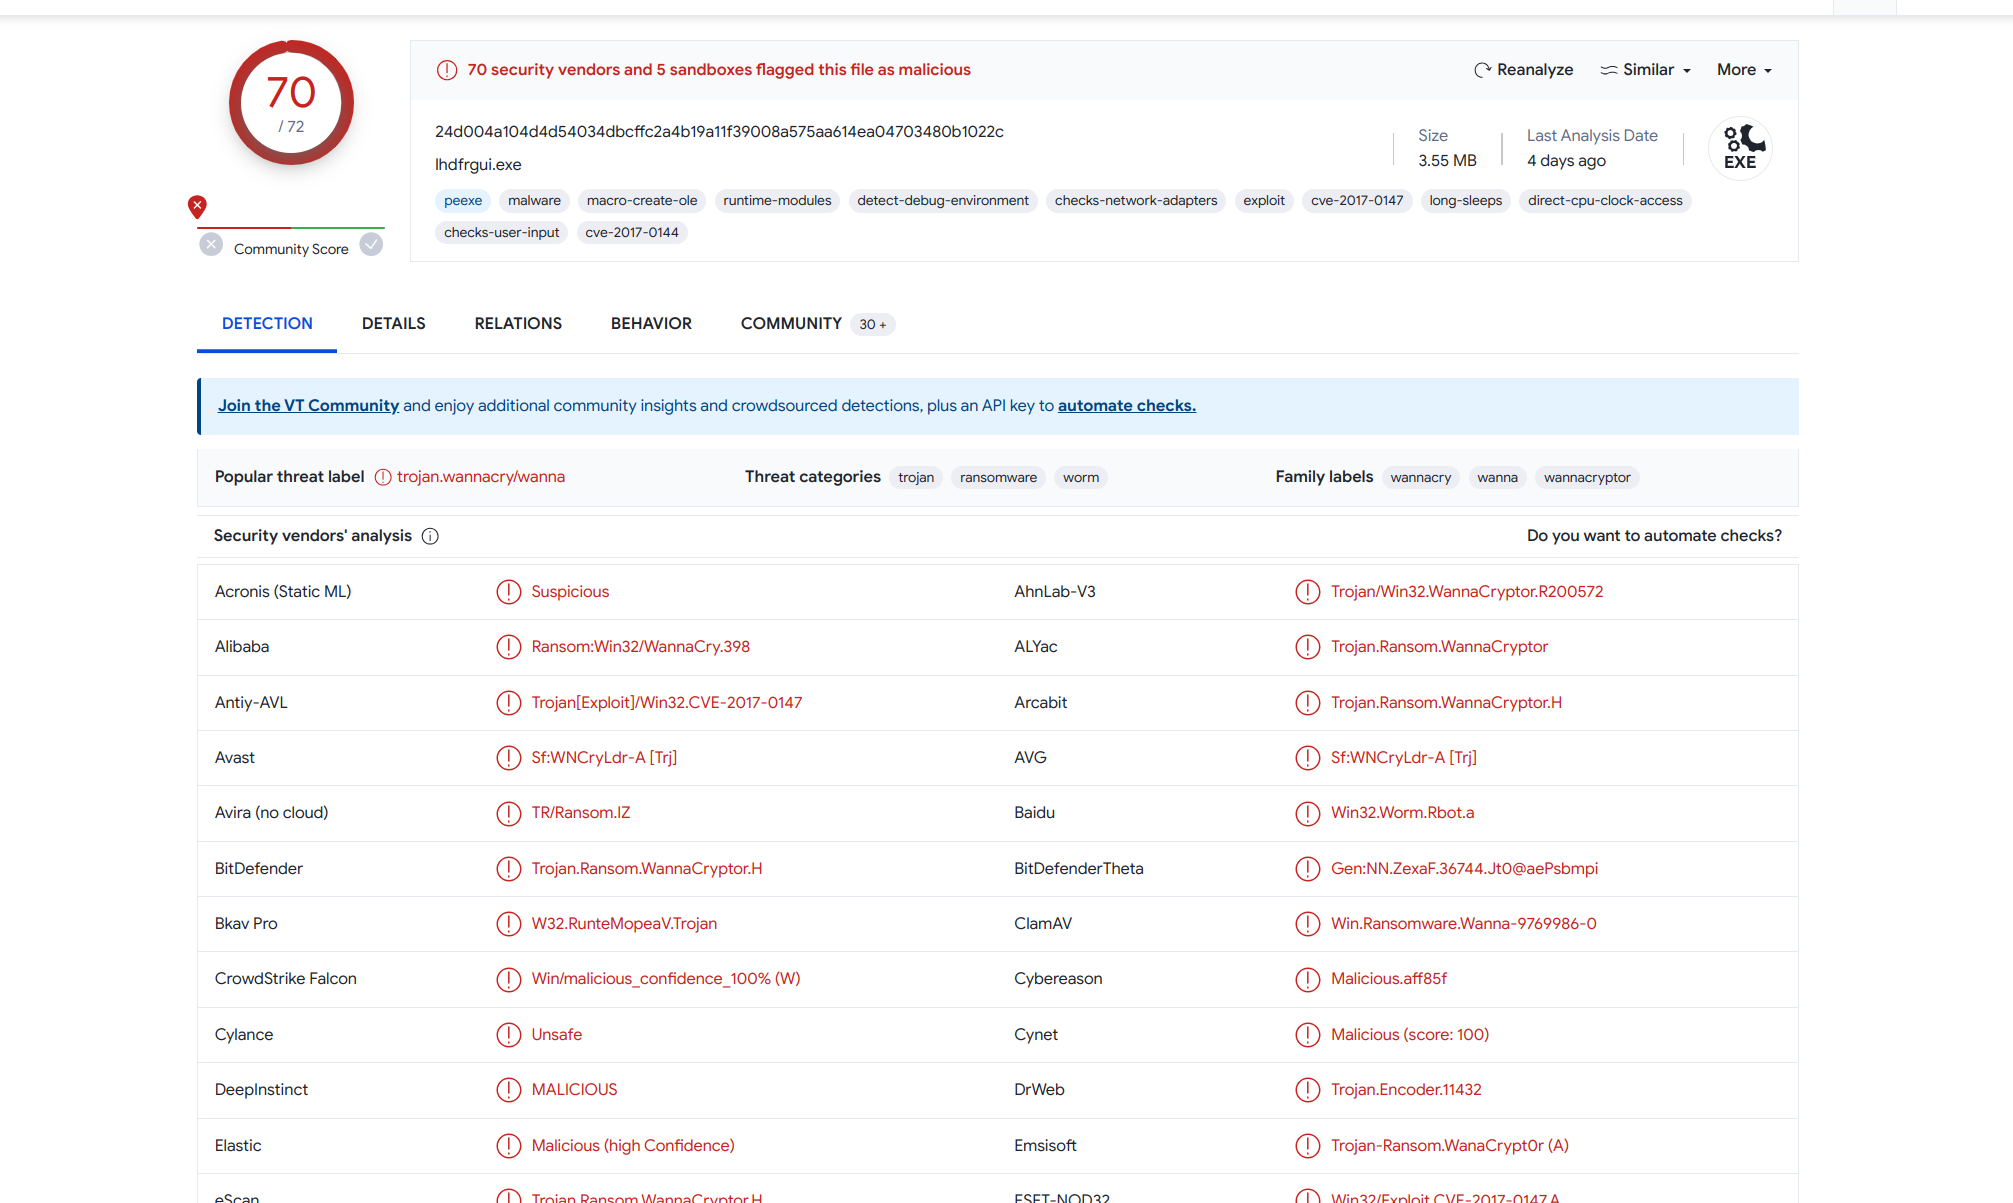 70
/ 72
Community Score
70 security vendors and 5 sandboxes flagged this file as malicious
Reanalyze Similar More
24d004a104d4d54034dbcffc2a4b19a11f39008a575aa614ea04703480b1022c
lhdfrgui.exe
Size
3.55 MB
Last Analysis Date
4 days ago
EXE
peexe malware macro-create-ole runtime-modules detect-debug-environment checks-network-adapters exploit cve-2017-0147 long-sleeps direct-cpu-clock-access
checks-user-input cve-2017-0144
DETECTION DETAILS RELATIONS BEHAVIOR COMMUNITY 30 +
Join the VT Community and enjoy additional community insights and crowdsourced detections, plus an API key to automate checks.
Popular threat label trojan.wannacry/wanna Threat categories trojan ransomware worm Family labels wannacry wanna wannacryptor
Security vendors' analysis Do you want to automate checks?
Acronis (Static ML) Suspicious AhnLab-V3 Trojan/Win32.WannaCryptor.R200572
Alibaba Ransom:Win32/WannaCry.398 ALYac Trojan.Ransom.WannaCryptor
Antiy-AVL Trojan[Exploit]/Win32.CVE-2017-0147 Arcabit Trojan.Ransom.WannaCryptor.H
Avast Sf:WNCryLdr-A [Trj] AVG Sf:WNCryLdr-A [Trj]
Avira (no cloud) TR/Ransom.IZ Baidu Win32.Worm.Rbot.a
BitDefender Trojan.Ransom.WannaCryptor.H BitDefenderTheta Gen:NN.ZexaF.36744.Jt0@aePsbmpi
Bkav Pro W32.RunteMopeaV.Trojan ClamAV Win.Ransomware.Wanna-9769986-0
CrowdStrike Falcon Win/malicious_confidence_100% (W) Cybereason Malicious.aff85f
Cylance Unsafe Cynet Malicious (score: 100)
DeepInstinct MALICIOUS DrWeb Trojan.Encoder.11432
Elastic Malicious (high Confidence) Emsisoft Trojan-Ransom.WanaCrypt0r (A)
eScan Trojan.Ransom.WannaCryptor.H ESET-NOD32 Win32/Exploit.CVE-2017-0147.A